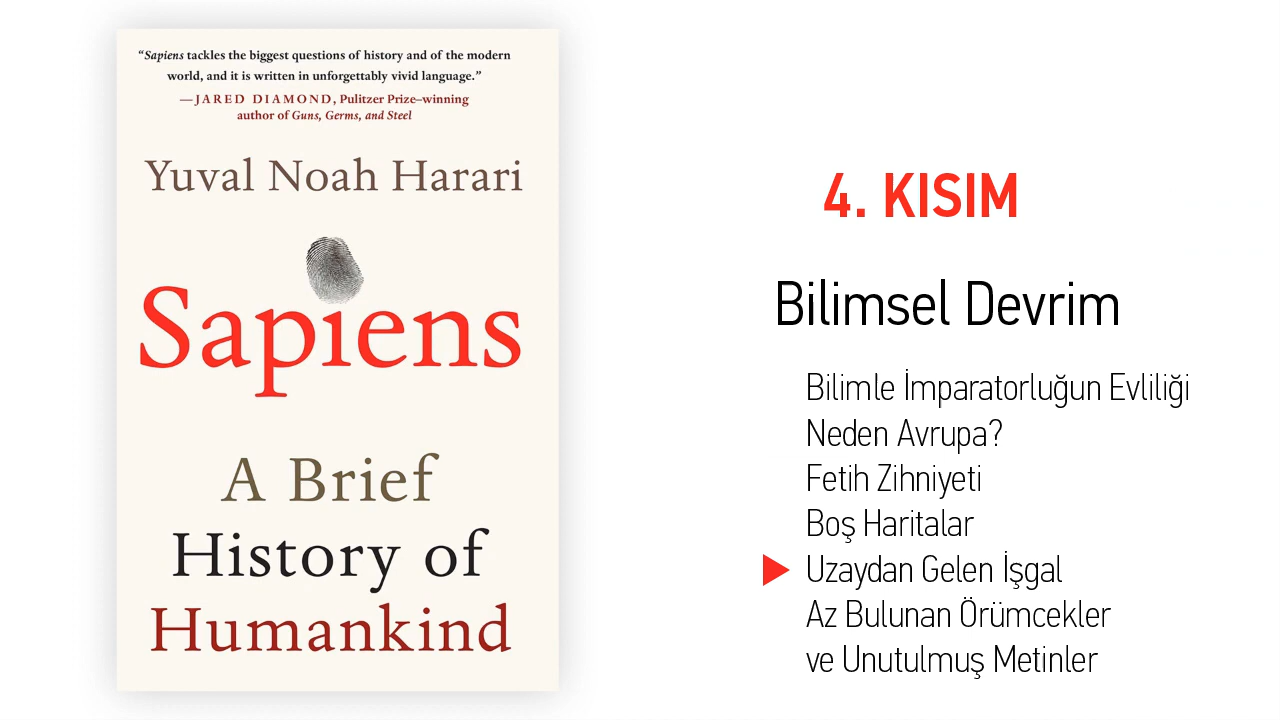 “Sapiens tackles the biggest questions of history and of the modern
world, and it is written in unforgettably vivid language.”
—JARED DIAMOND, Pulitzer Prize–winning
author of Guns, Germs, and Steel
Yuval Noah Harari
Sapiens
A Brief
History of
Humankind
4. KISIM
Bilimsel Devrim
Bilimle İmparatorluğun Evliliği
Neden Avrupa?
Fetih Zihniyeti
Boş Haritalar
Uzaydan Gelen İşgal
Az Bulunan Örümcekler
ve Unutulmuş Metinler